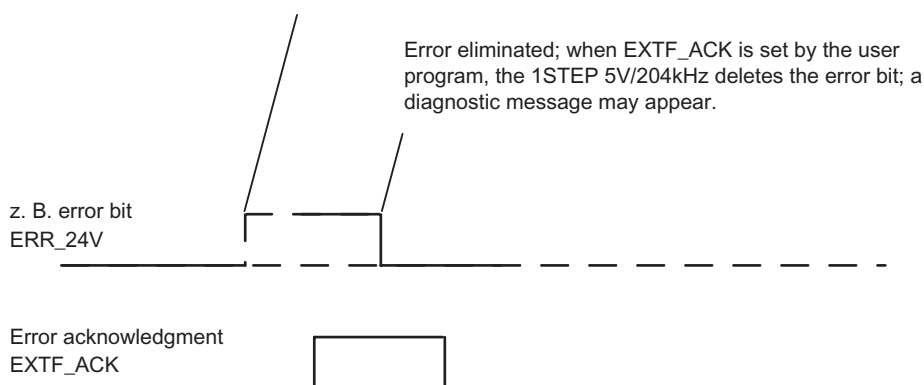 Error eliminated; when EXTF_ACK is set by the user
program, the 1STEP 5V/204kHz deletes the error bit; a
diagnostic message may appear.
z. B. error bit
ERR_24V
Error acknowledgment
EXTF_ACK